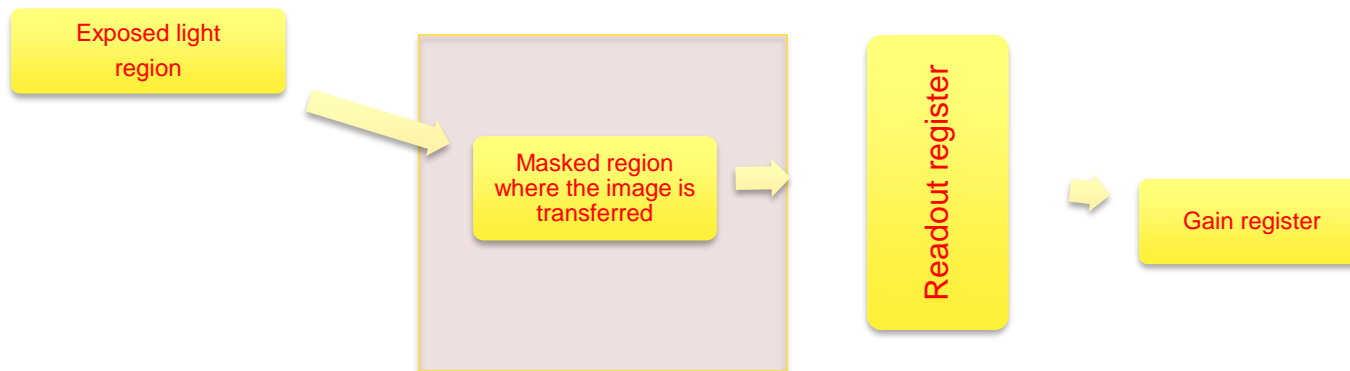 Exposed light
region
Masked region
where the image is
transferred
Readout register
Gain register